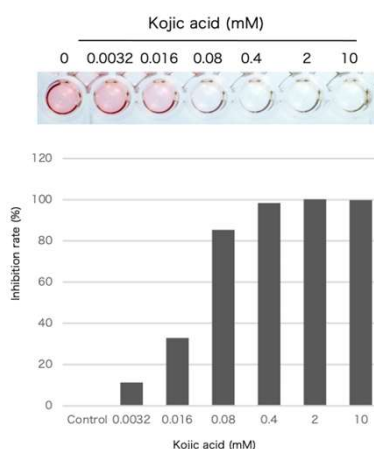 Kojic acid (mM)
0 0.0032 0.016 0.08 0.4 2 10
120
100
80
60
40
20
0
Inhibition rate (%)
Control 0.0032 0.016 0.08 0.4 2 10
Kojic acid (mM)